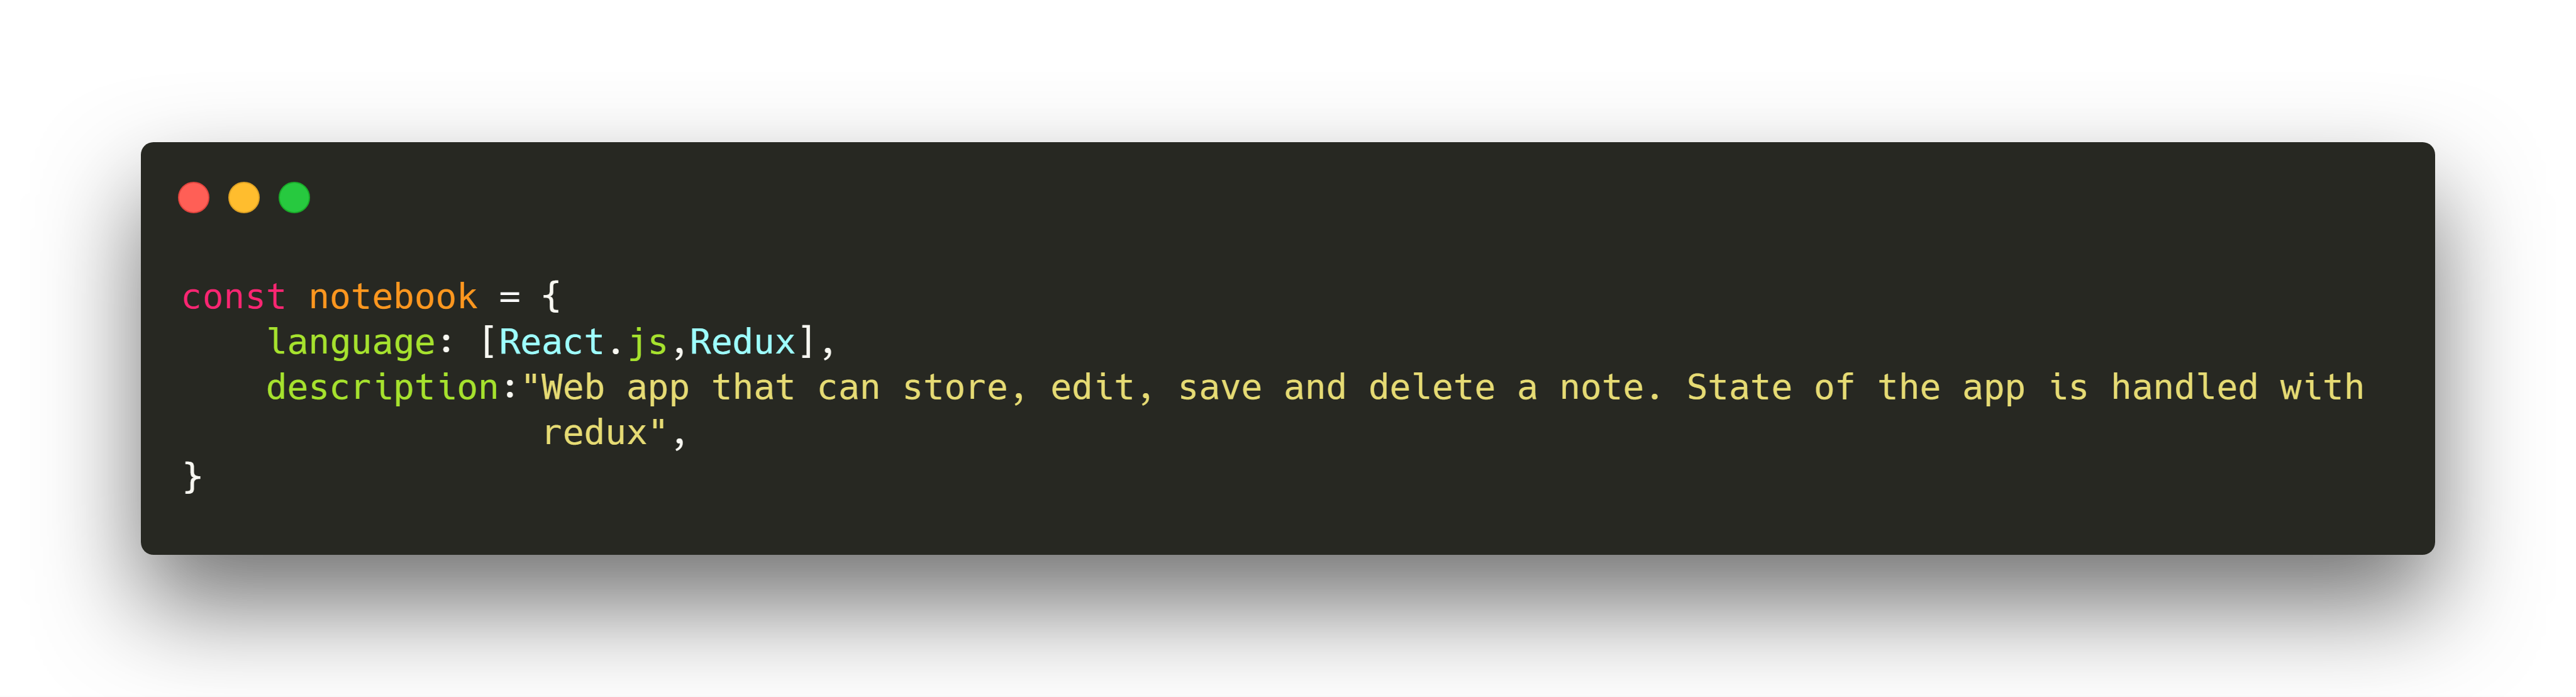 const notebook = {
    language: [React.js,Redux],
    description:"Web app that can store, edit, save and delete a note. State of the app is handled with
                 redux",
}